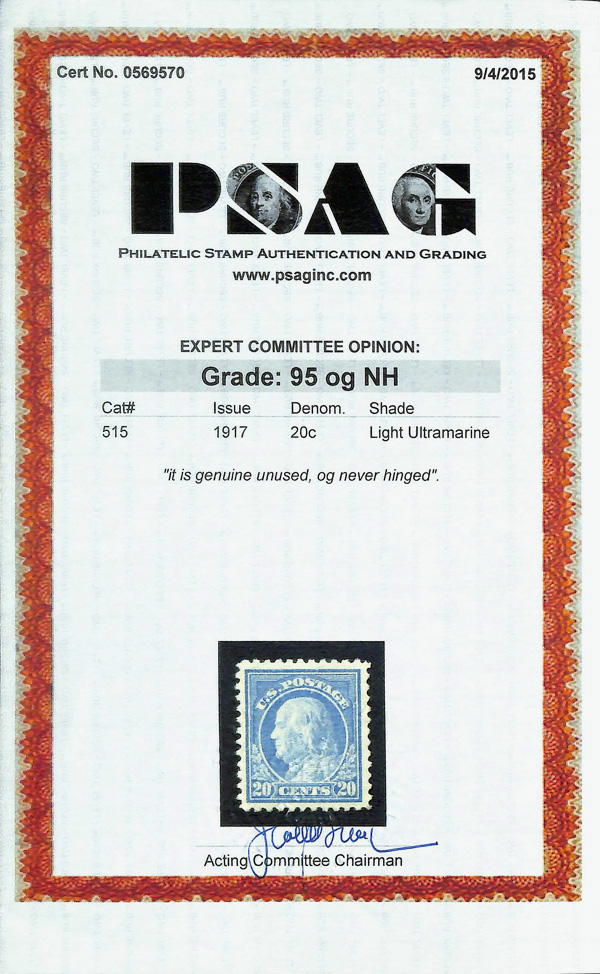 Cert No. 0569570 9/4/2015
PSAG
PHILATELIC STAMP AUTHENTICATION AND GRADING
www.psaginc.com
EXPERT COMMITTEE OPINION:
Grade: 95 og NH
Cat# Issue Denom. Shade
515 1917 20c Light Ultramarine
"it is genuine unused, og never hinged".
U.S. POSTAGE
20 CENTS 20
Acting Committee Chairman